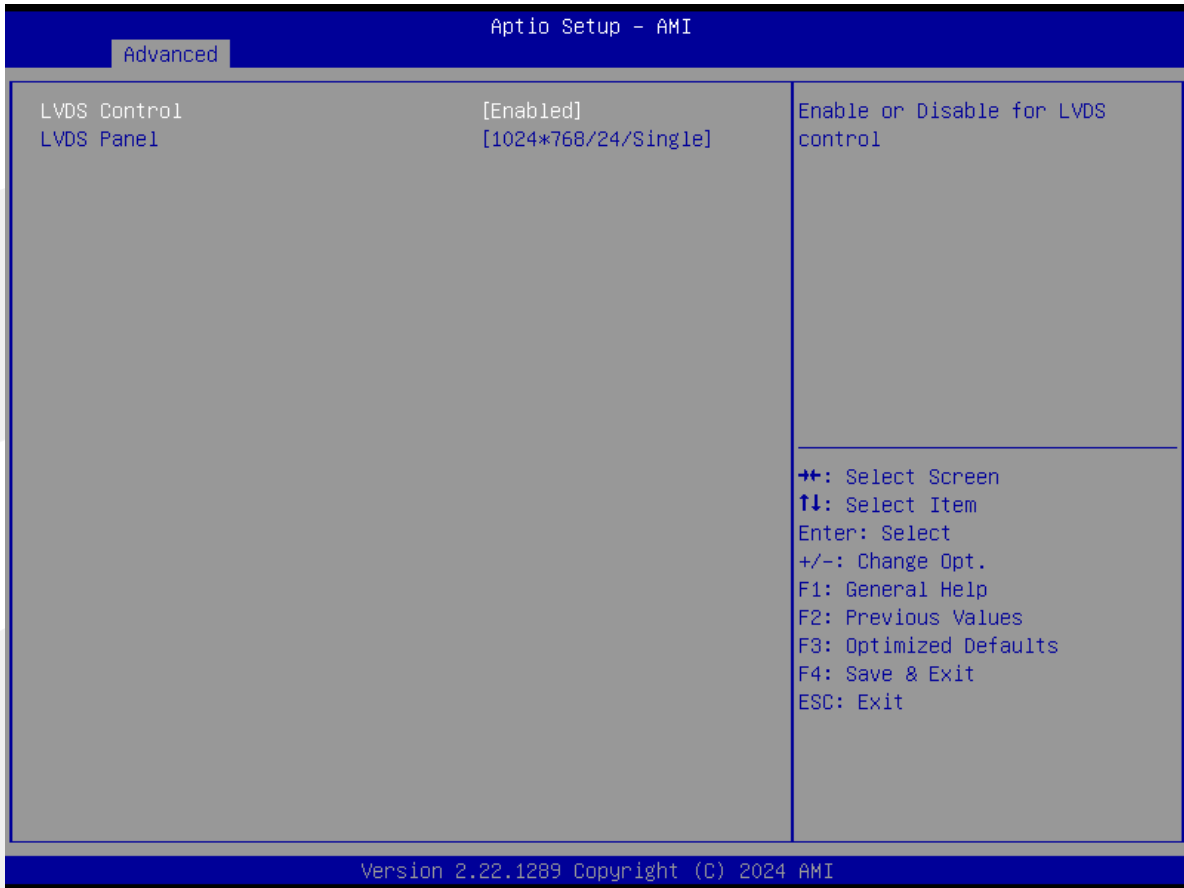 Aptio Setup – AMI
Advanced
LVDS Control [Enabled]
LVDS Panel [1024*768/24/Single]
Enable or Disable for LVDS
control
→←: Select Screen
↑↓: Select Item
Enter: Select
+/-: Change Opt.
F1: General Help
F2: Previous Values
F3: Optimized Defaults
F4: Save & Exit
ESC: Exit
Version 2.22.1289 Copyright (C) 2024 AMI